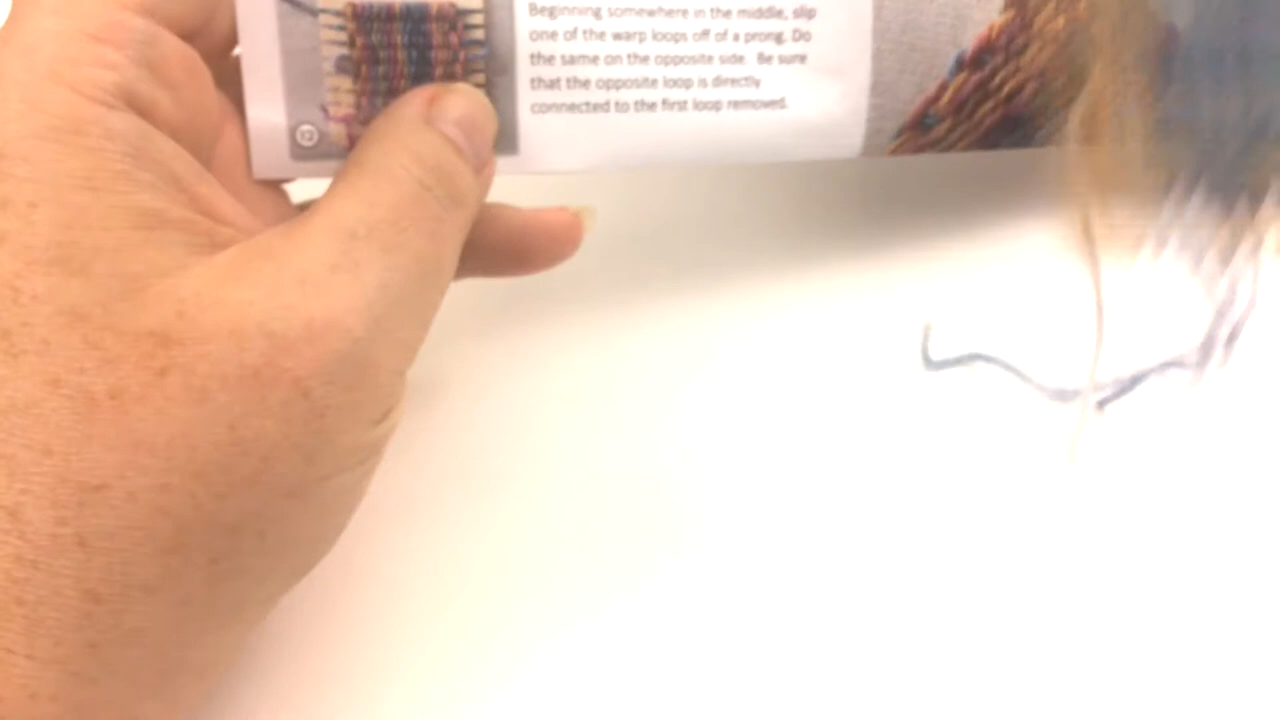 Beginning somewhere in the middle, slip
one of the warp loops off of a prong. Do
the same on the opposite side. Be sure
that the opposite loop is directly
connected to the first loop removed.
12